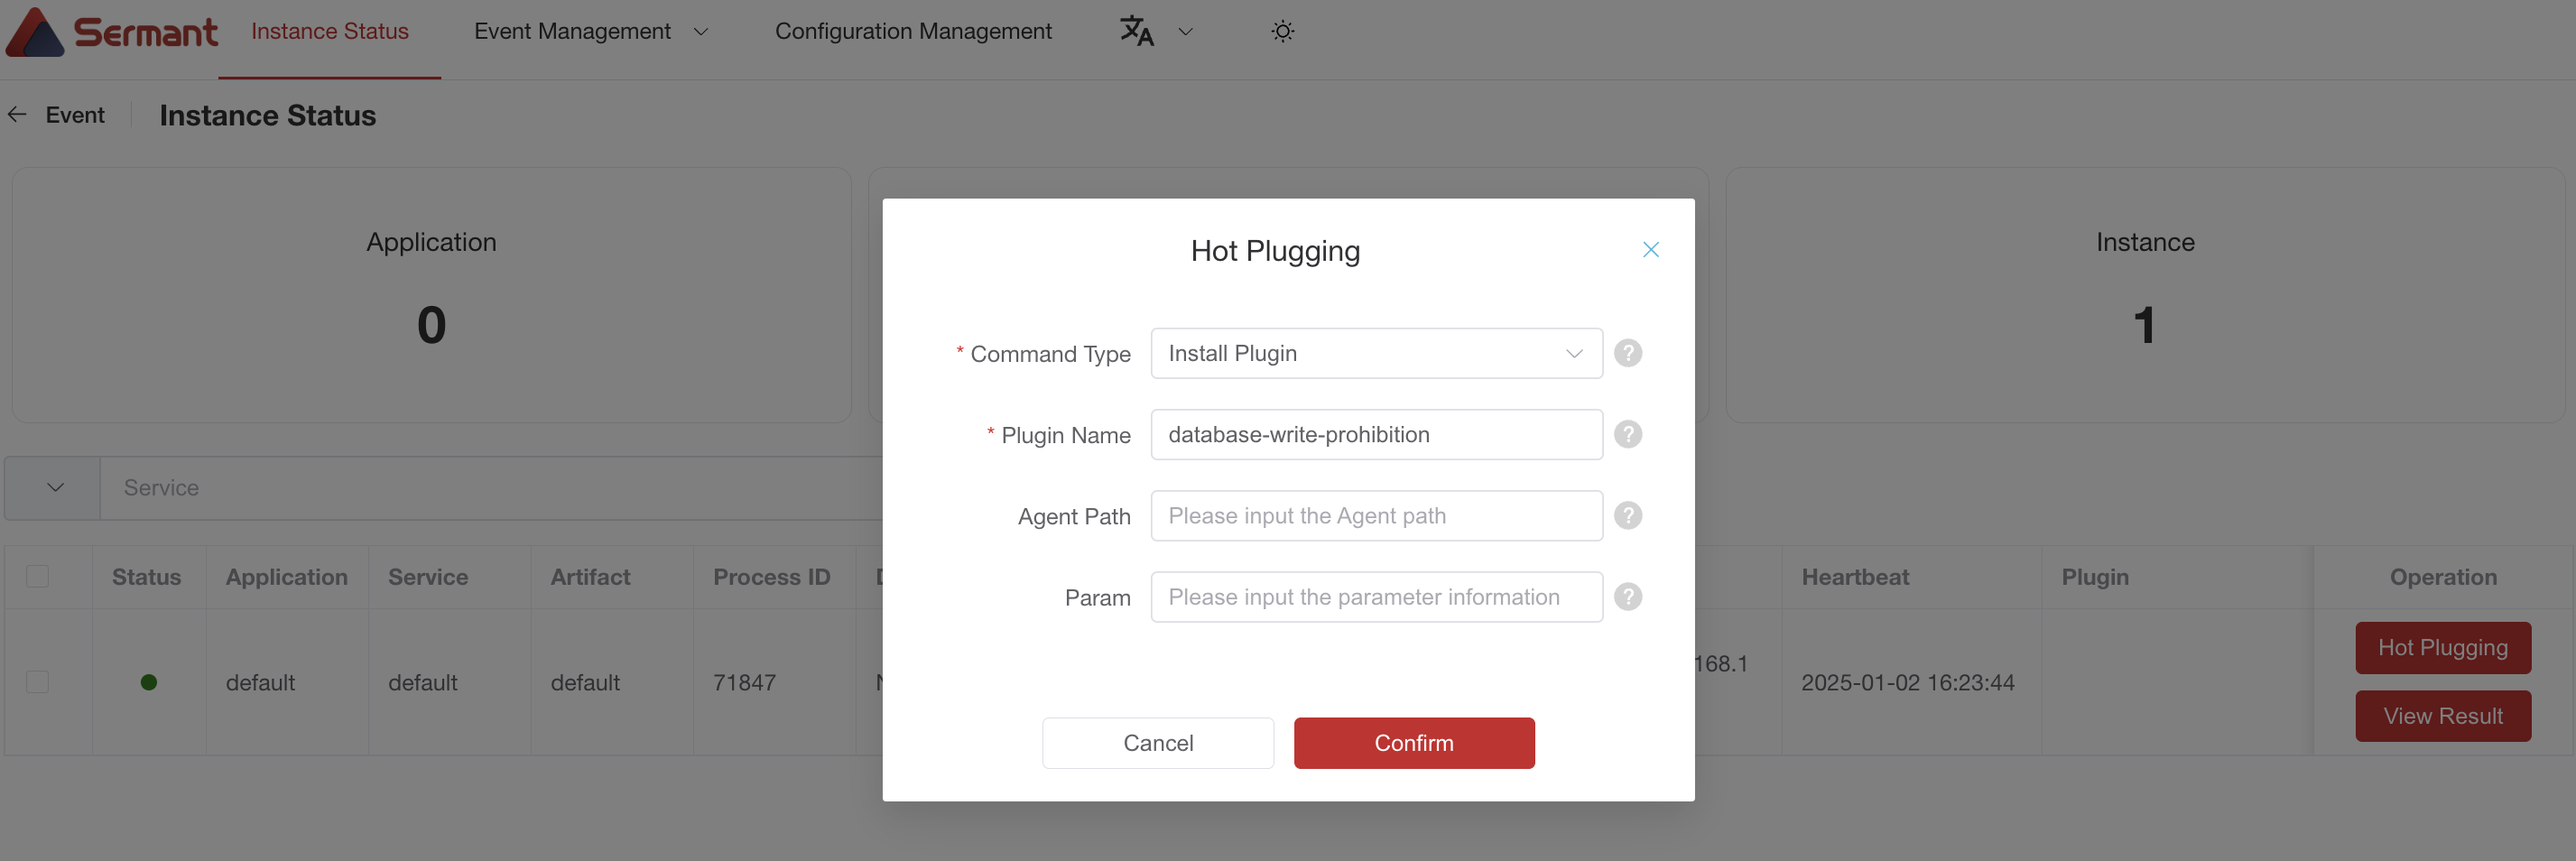 Sermant Instance Status Event Management Configuration Management
Event Instance Status
Application
0
Instance
1
Service
Status Application Service Artifact Process ID Heartbeat Plugin Operation
default default default 71847 168.1 2025-01-02 16:23:44 Hot Plugging
View Result
Hot Plugging
* Command Type Install Plugin ?
* Plugin Name database-write-prohibition ?
Agent Path Please input the Agent path ?
Param Please input the parameter information ?
Cancel Confirm